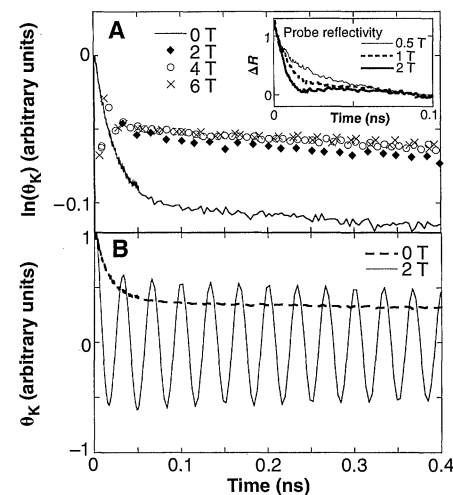 A
0 T
2 T
4 T
6 T
Probe reflectivity
0.5 T
1 T
2 T
ΔR
1
0
0
0.1
Time (ns)
ln(θK) (arbitrary units)
0
−0.1
B
0 T
2 T
θK (arbitrary units)
1
0
−1
0
0.1
0.2
0.3
0.4
Time (ns)